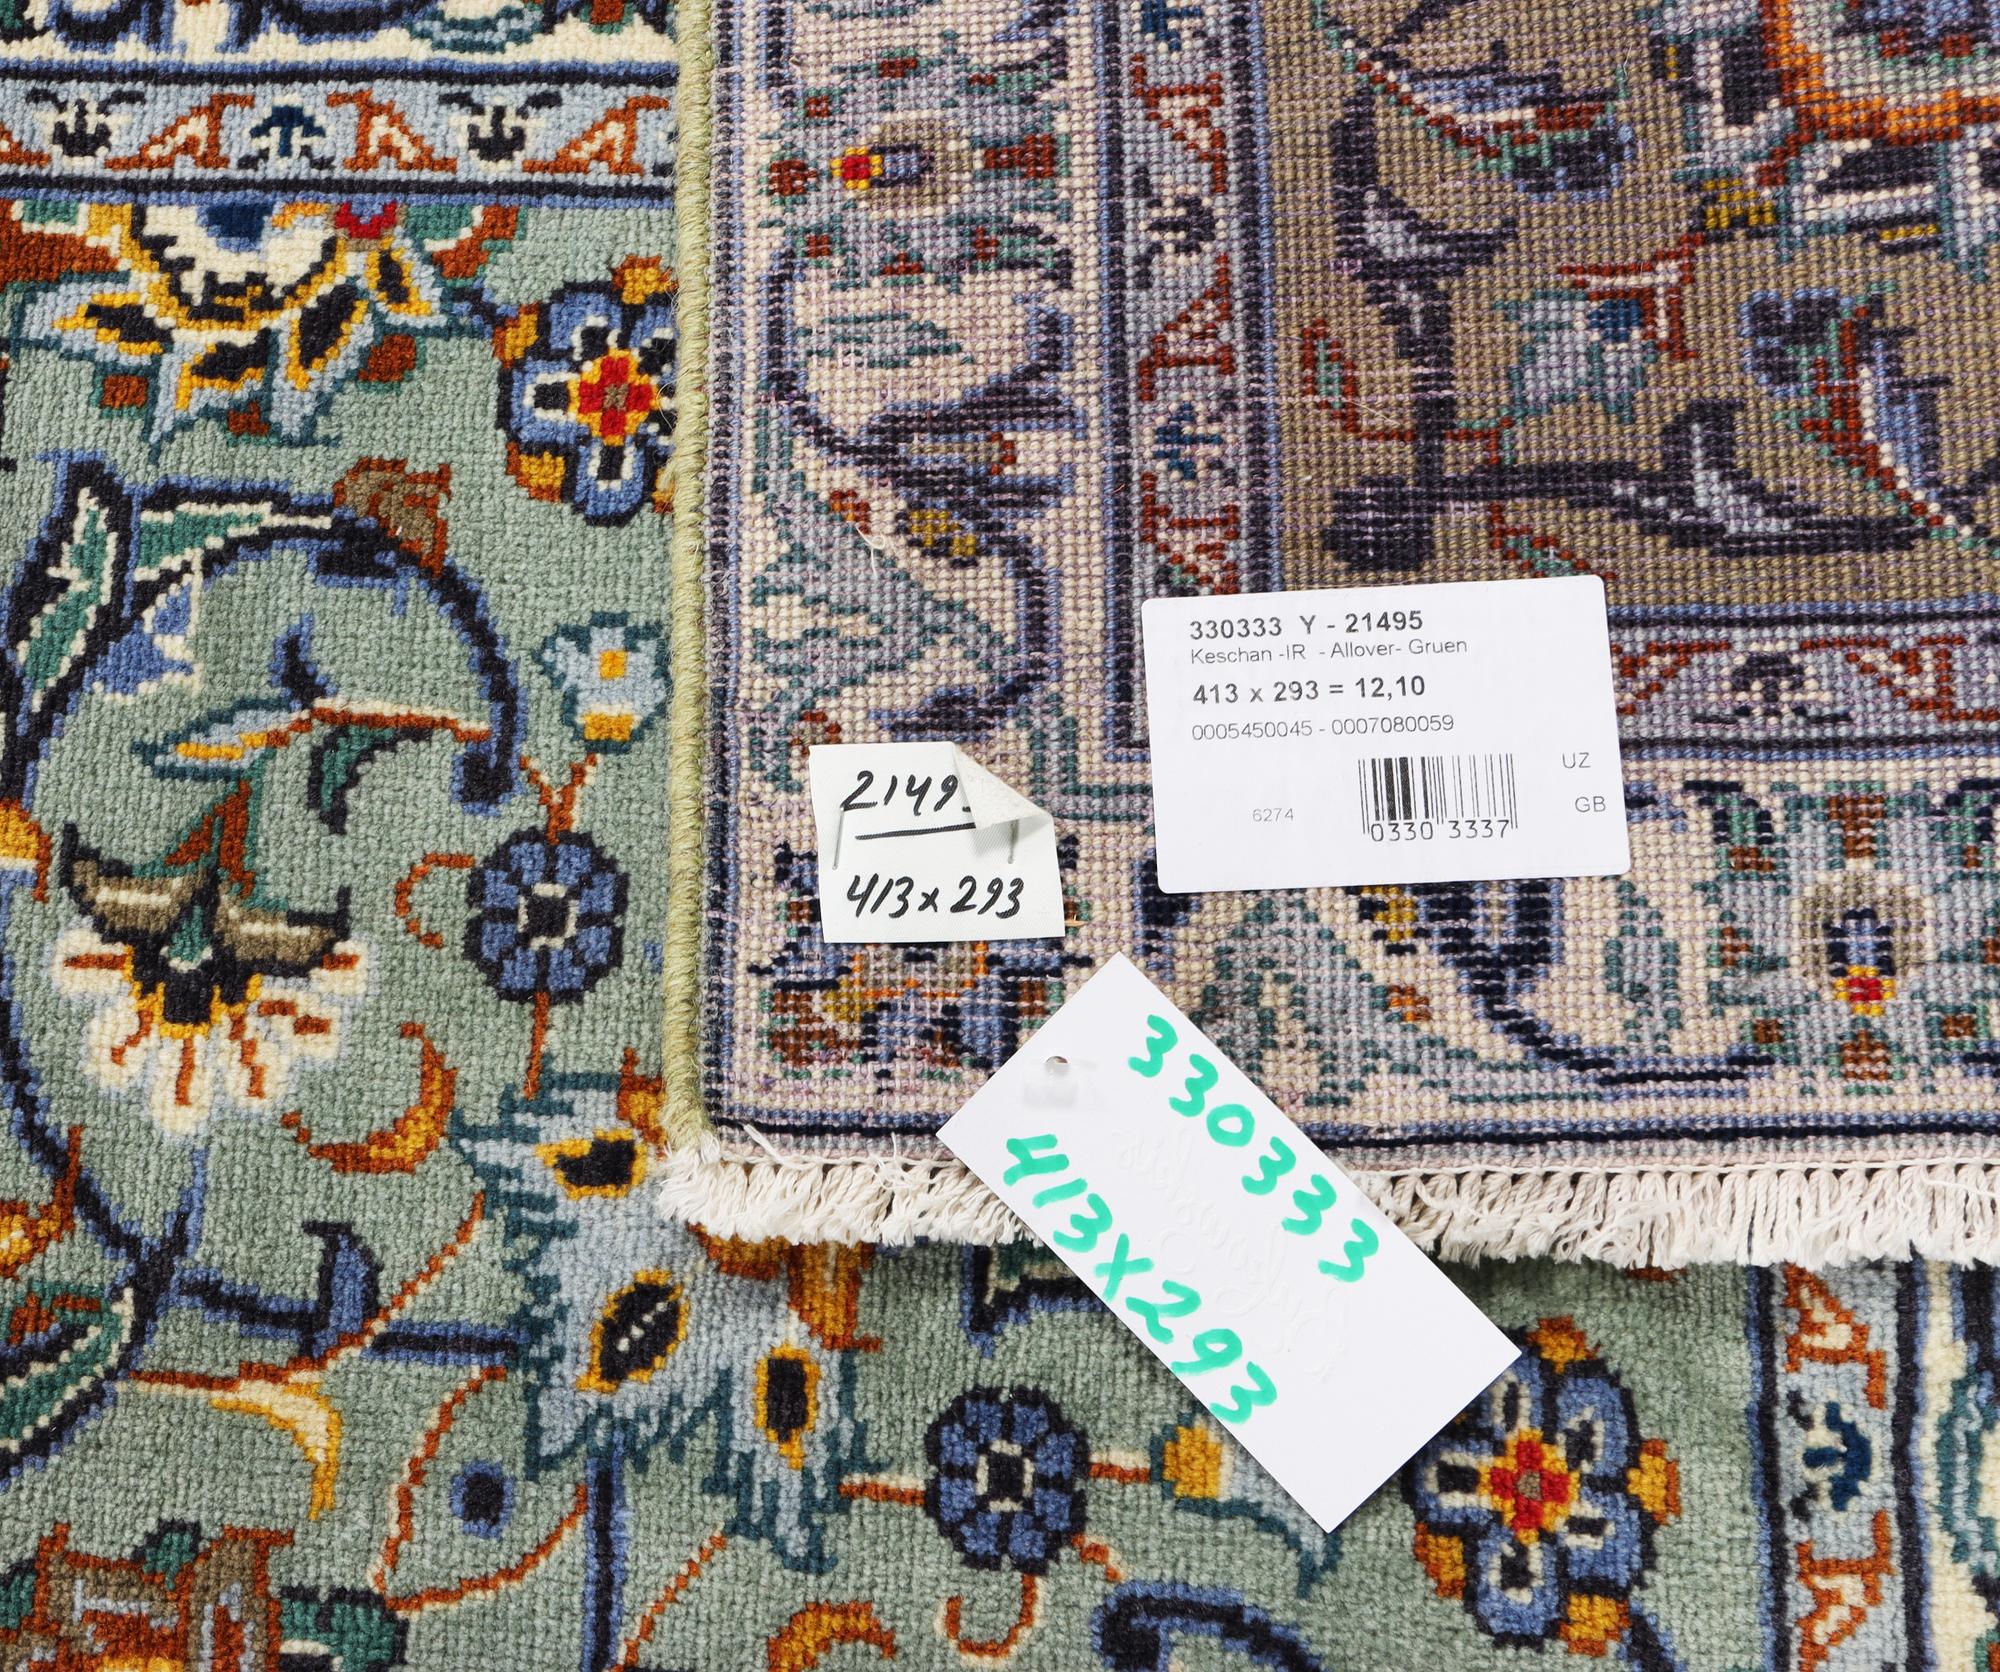 330333 Y - 21495
Keschan -IR - Allover- Gruen
413 x 293 = 12,10
0005450045 - 0007080059
UZ
6274
GB
0330 3337
2149
413x293
330333
413X293